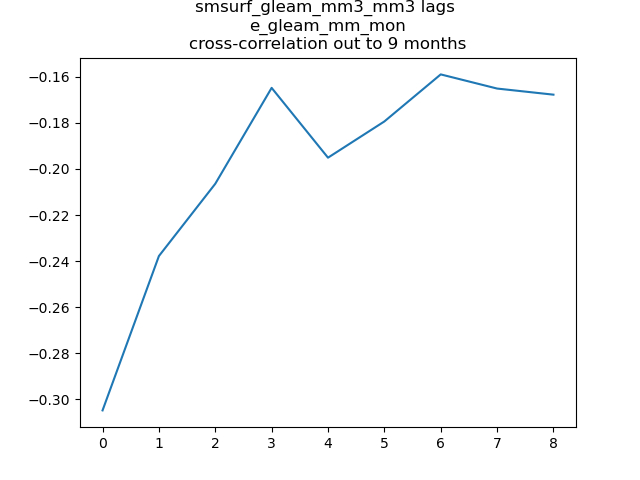 smsurf_gleam_mm3_mm3 lags
e_gleam_mm_mon
cross-correlation out to 9 months
−0.16
−0.18
−0.20
−0.22
−0.24
−0.26
−0.28
−0.30
0 1 2 3 4 5 6 7 8